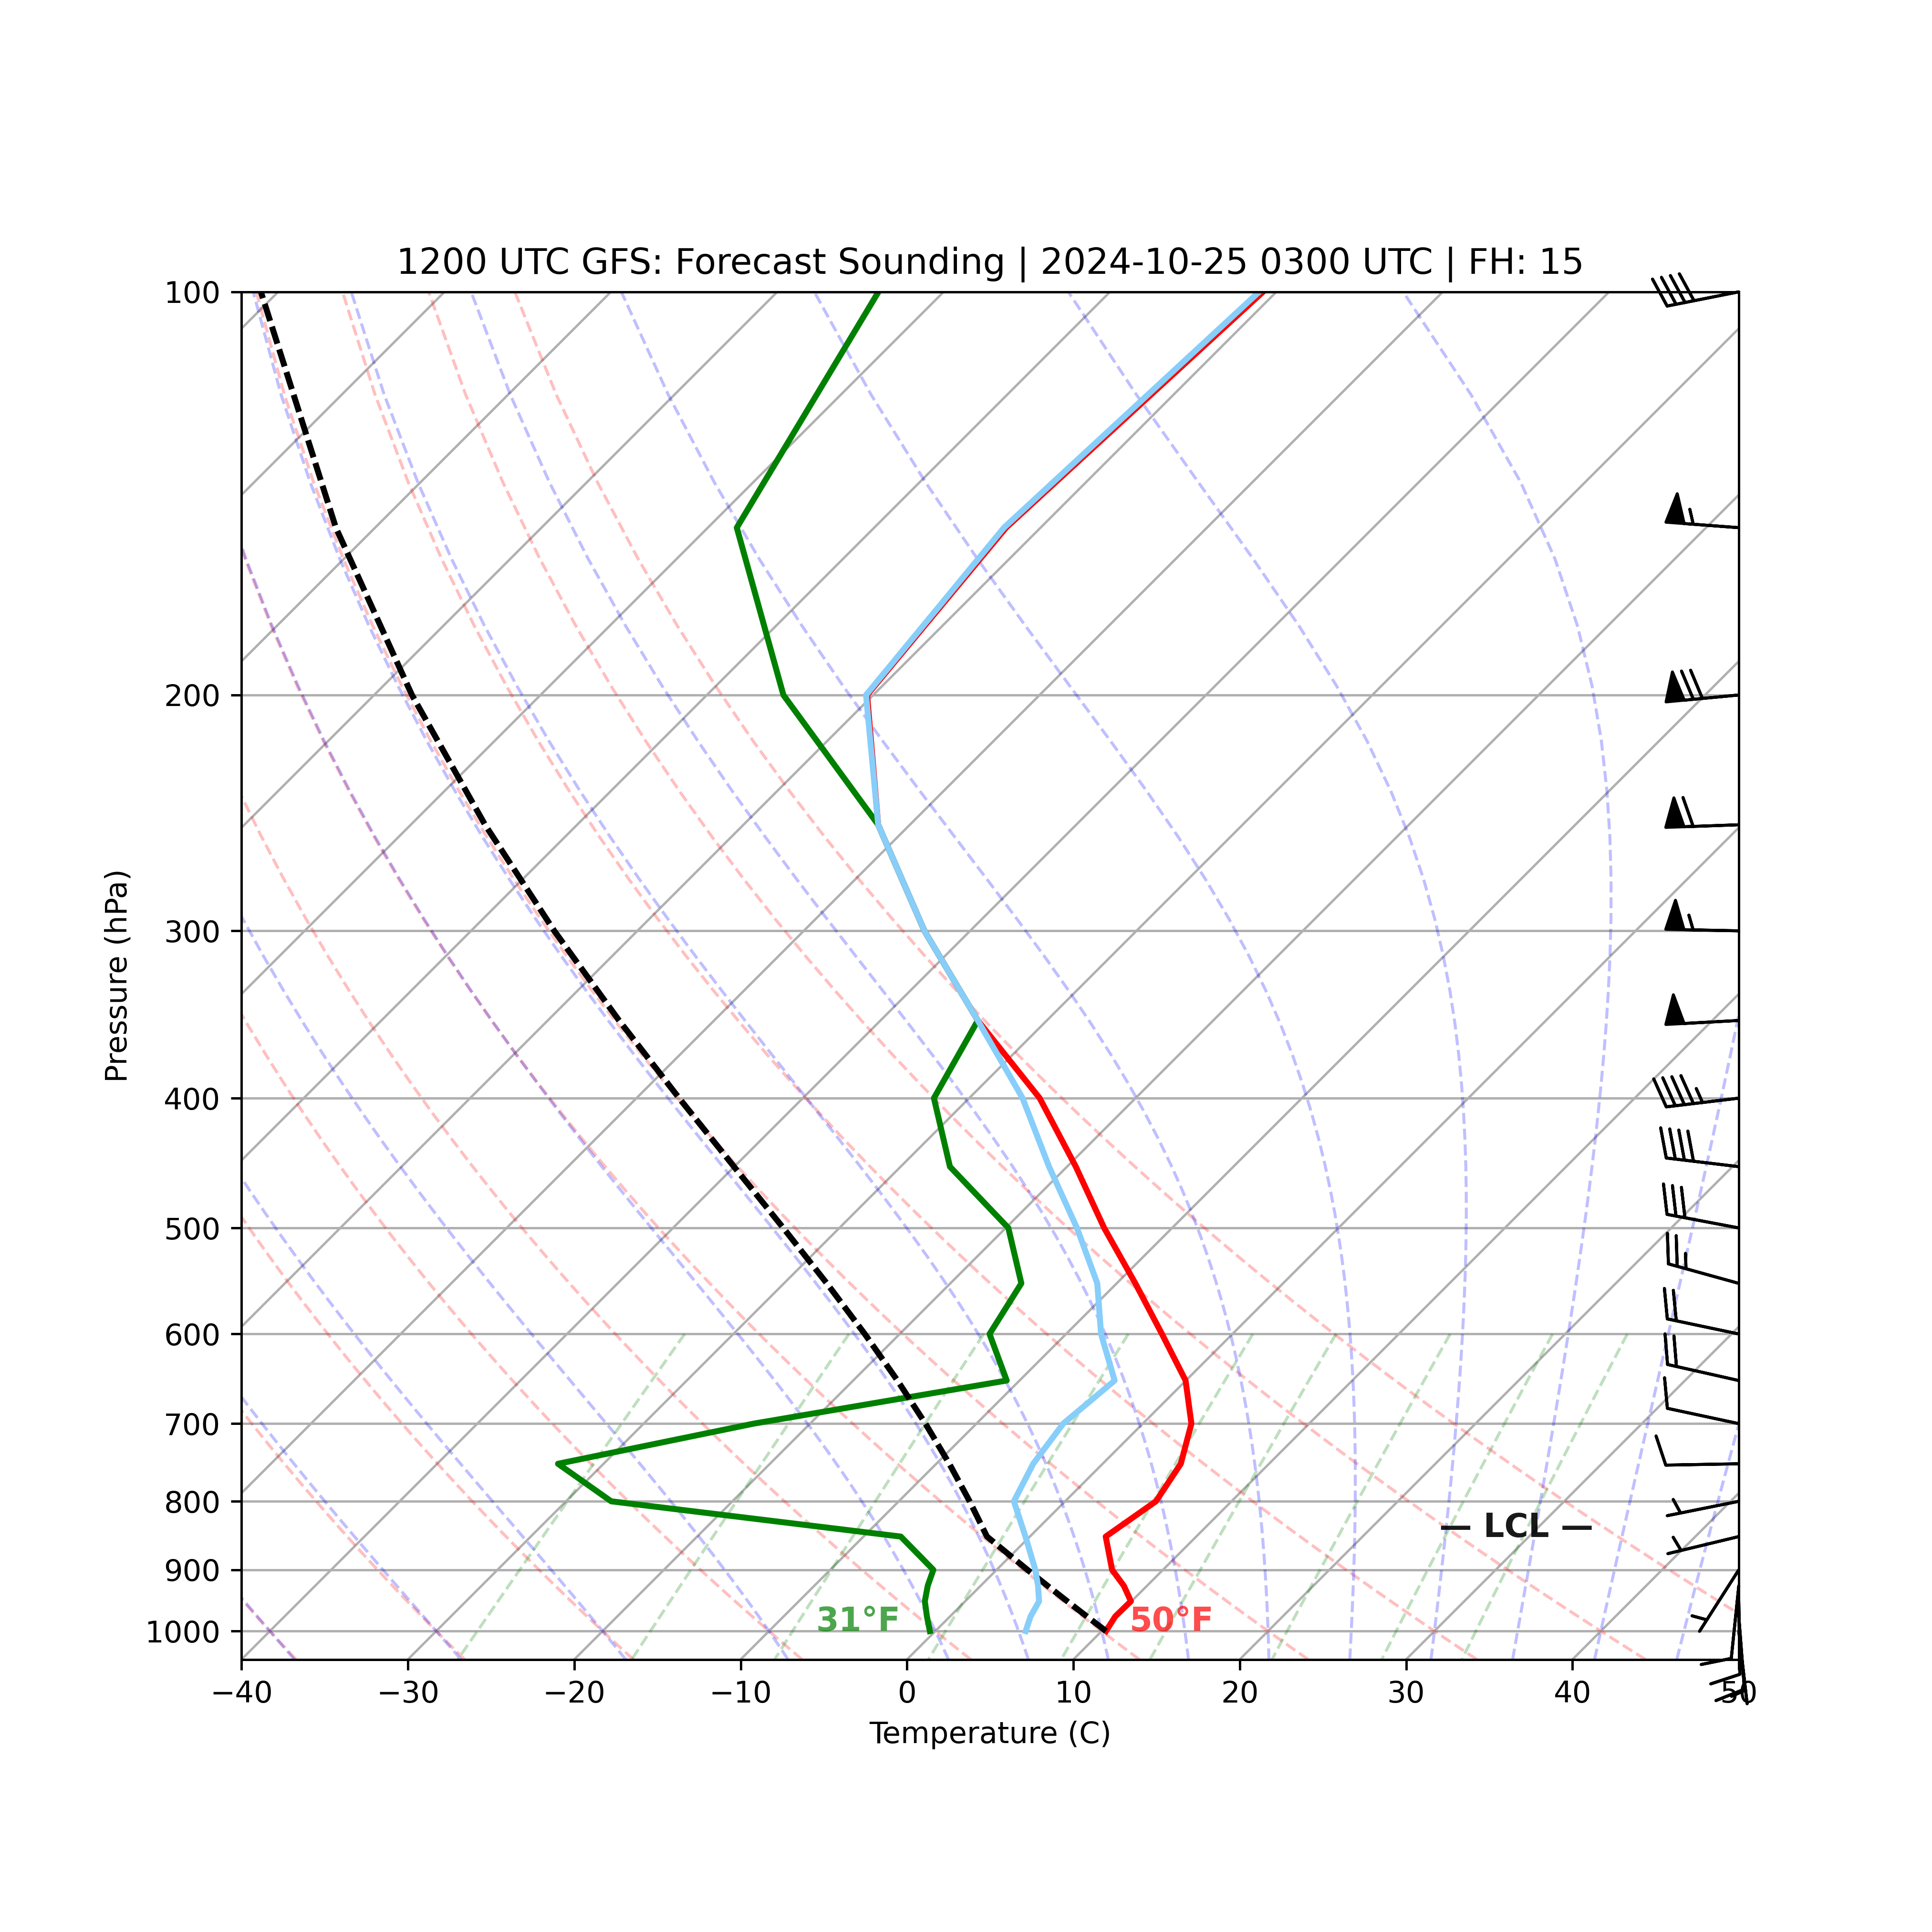 1200 UTC GFS: Forecast Sounding | 2024-10-25 0300 UTC | FH: 15
100
200
300
400
500
600
700
800
900
1000
Pressure (hPa)
— LCL —
31°F
50°F
−40 −30 −20 −10 0 10 20 30 40 50
Temperature (C)